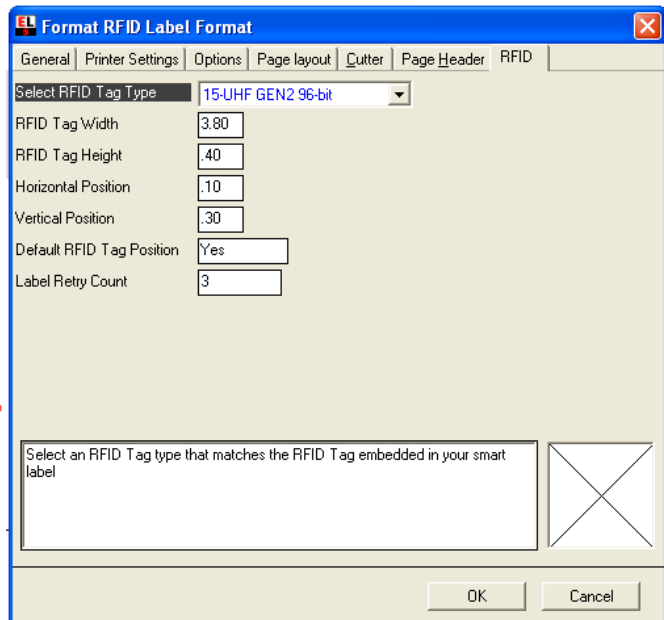 EL Format RFID Label Format
General Printer Settings Options Page layout Cutter Page Header RFID
Select RFID Tag Type 15-UHF GEN2 96-bit
RFID Tag Width 3.80
RFID Tag Height .40
Horizontal Position .10
Vertical Position .30
Default RFID Tag Position Yes
Label Retry Count 3
Select an RFID Tag type that matches the RFID Tag embedded in your smart
label
OK Cancel